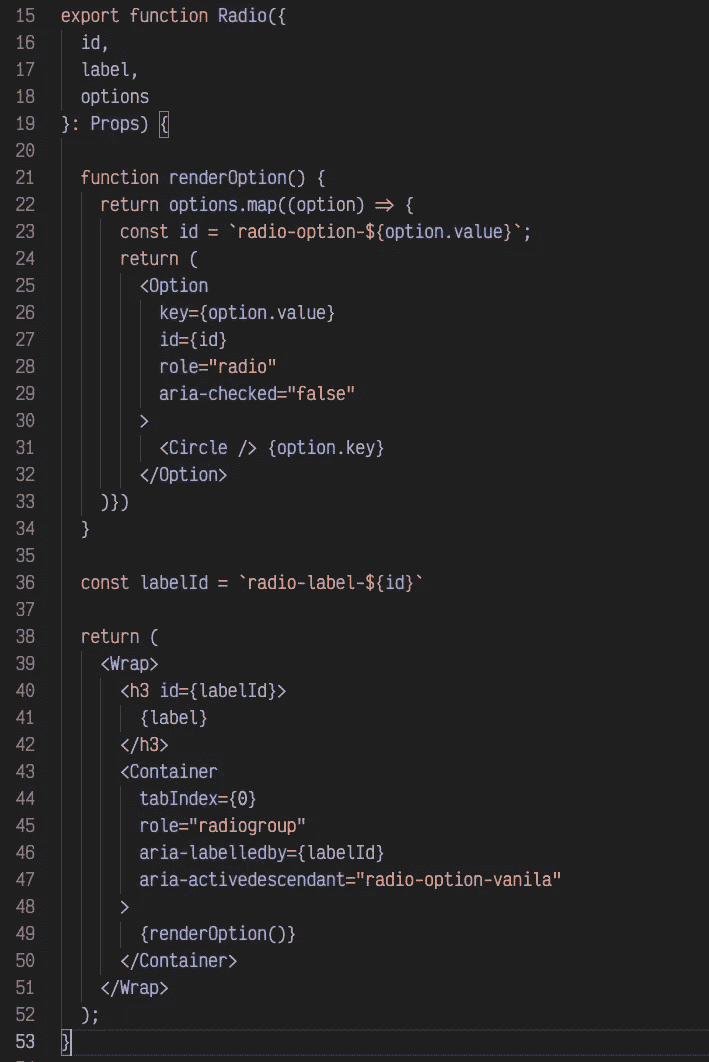 15 export function Radio({
16   id,
17   label,
18   options
19 }: Props) {
20
21   function renderOption() {
22     return options.map((option) => {
23       const id = `radio-option-${option.value}`;
24       return (
25         <Option
26           key={option.value}
27           id={id}
28           role="radio"
29           aria-checked="false"
30         >
31           <Circle /> {option.key}
32         </Option>
33     )})
34   }
35
36   const labelId = `radio-label-${id}`
37
38   return (
39     <Wrap>
40       <h3 id={labelId}>
41         {label}
42       </h3>
43       <Container
44         tabIndex={0}
45         role="radiogroup"
46         aria-labelledby={labelId}
47         aria-activedescendant="radio-option-vanila"
48       >
49         {renderOption()}
50       </Container>
51     </Wrap>
52   );
53 }